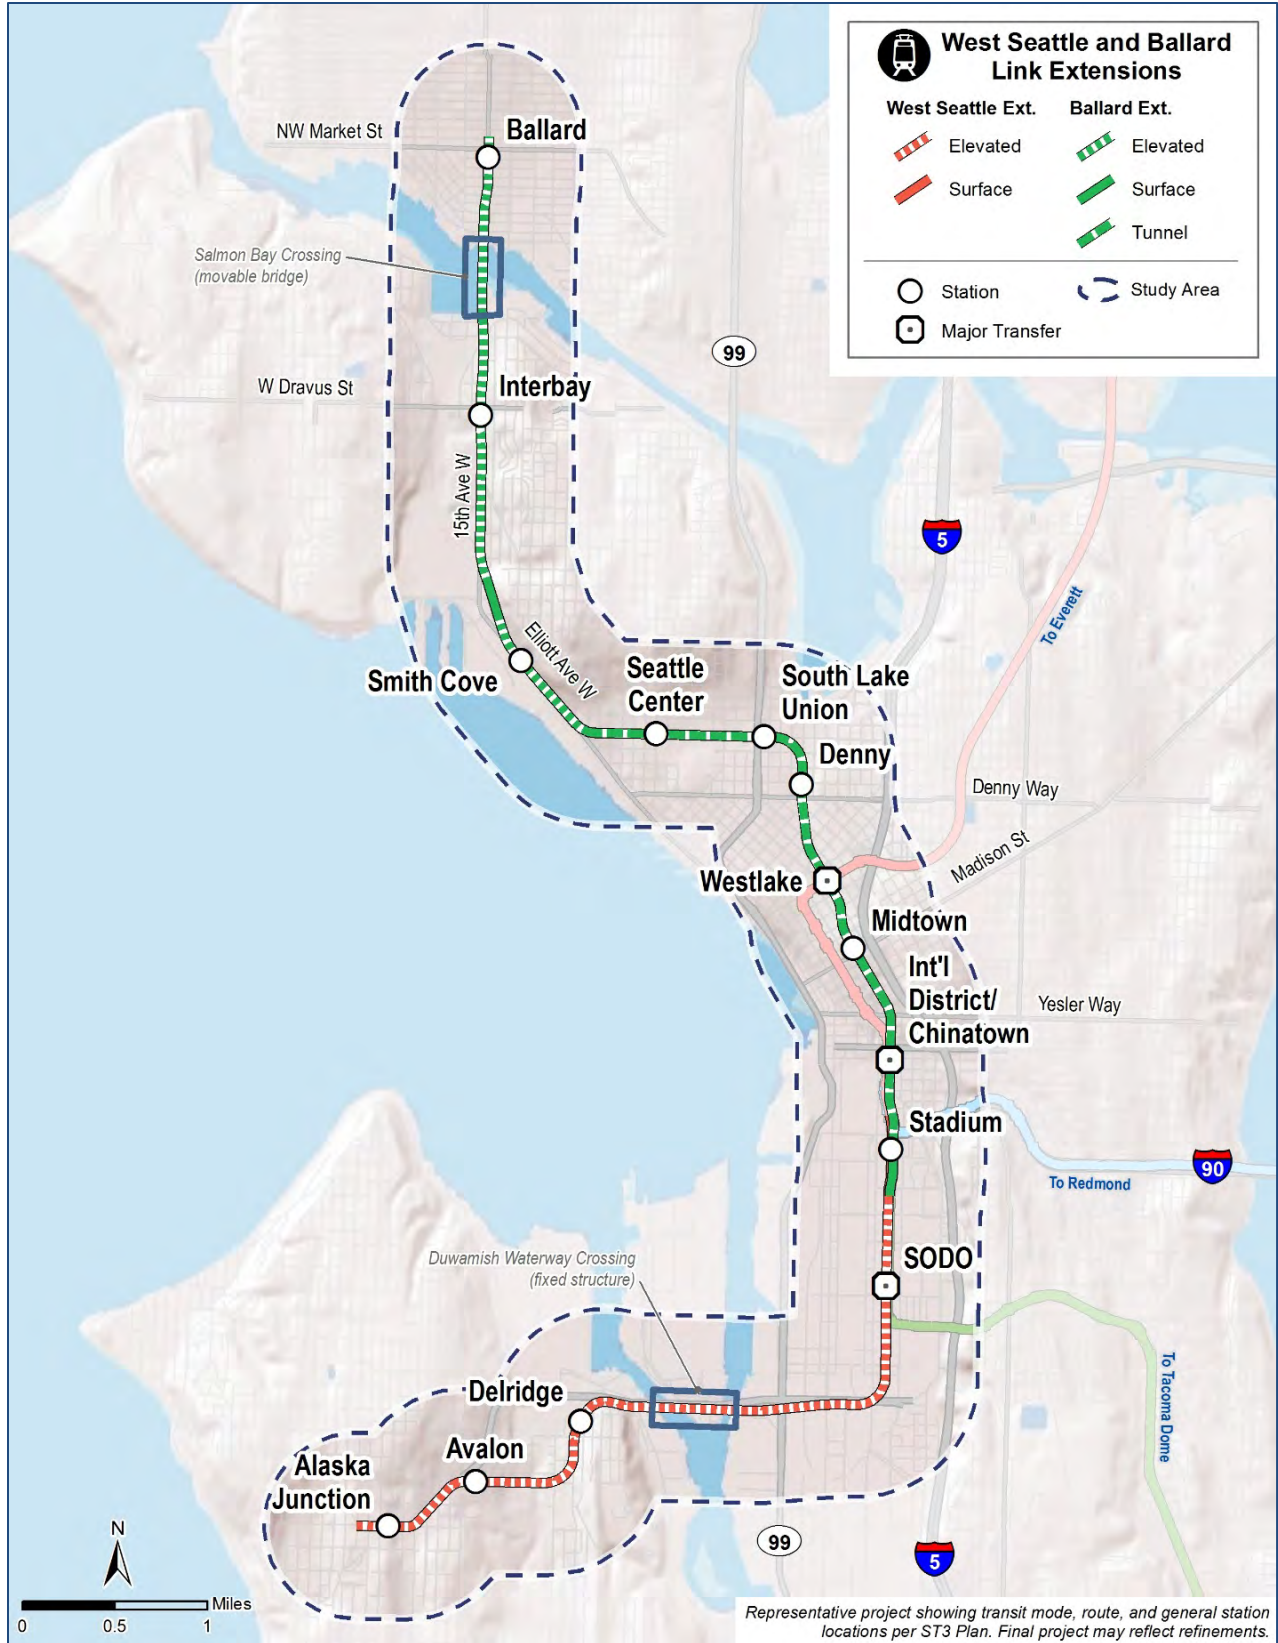 West Seattle and Ballard
Link Extensions
West Seattle Ext.
Ballard Ext.
Elevated
Elevated
Surface
Surface
Tunnel
Station
Study Area
Major Transfer
NW Market St
Ballard
Salmon Bay Crossing
(movable bridge)
99
W Dravus St
Interbay
15th Ave W
5
To Everett
Elliott Ave W
Smith Cove
Seattle
Center
South Lake
Union
Denny
Denny Way
Madison St
Westlake
Midtown
Int'l
District/
Chinatown
Yesler Way
Stadium
90
To Redmond
Duwamish Waterway Crossing
(fixed structure)
SODO
To Tacoma Dome
Delridge
Avalon
Alaska
Junction
99
5
N
Miles
0
0.5
1
Representative project showing transit mode, route, and general station
locations per ST3 Plan. Final project may reflect refinements.